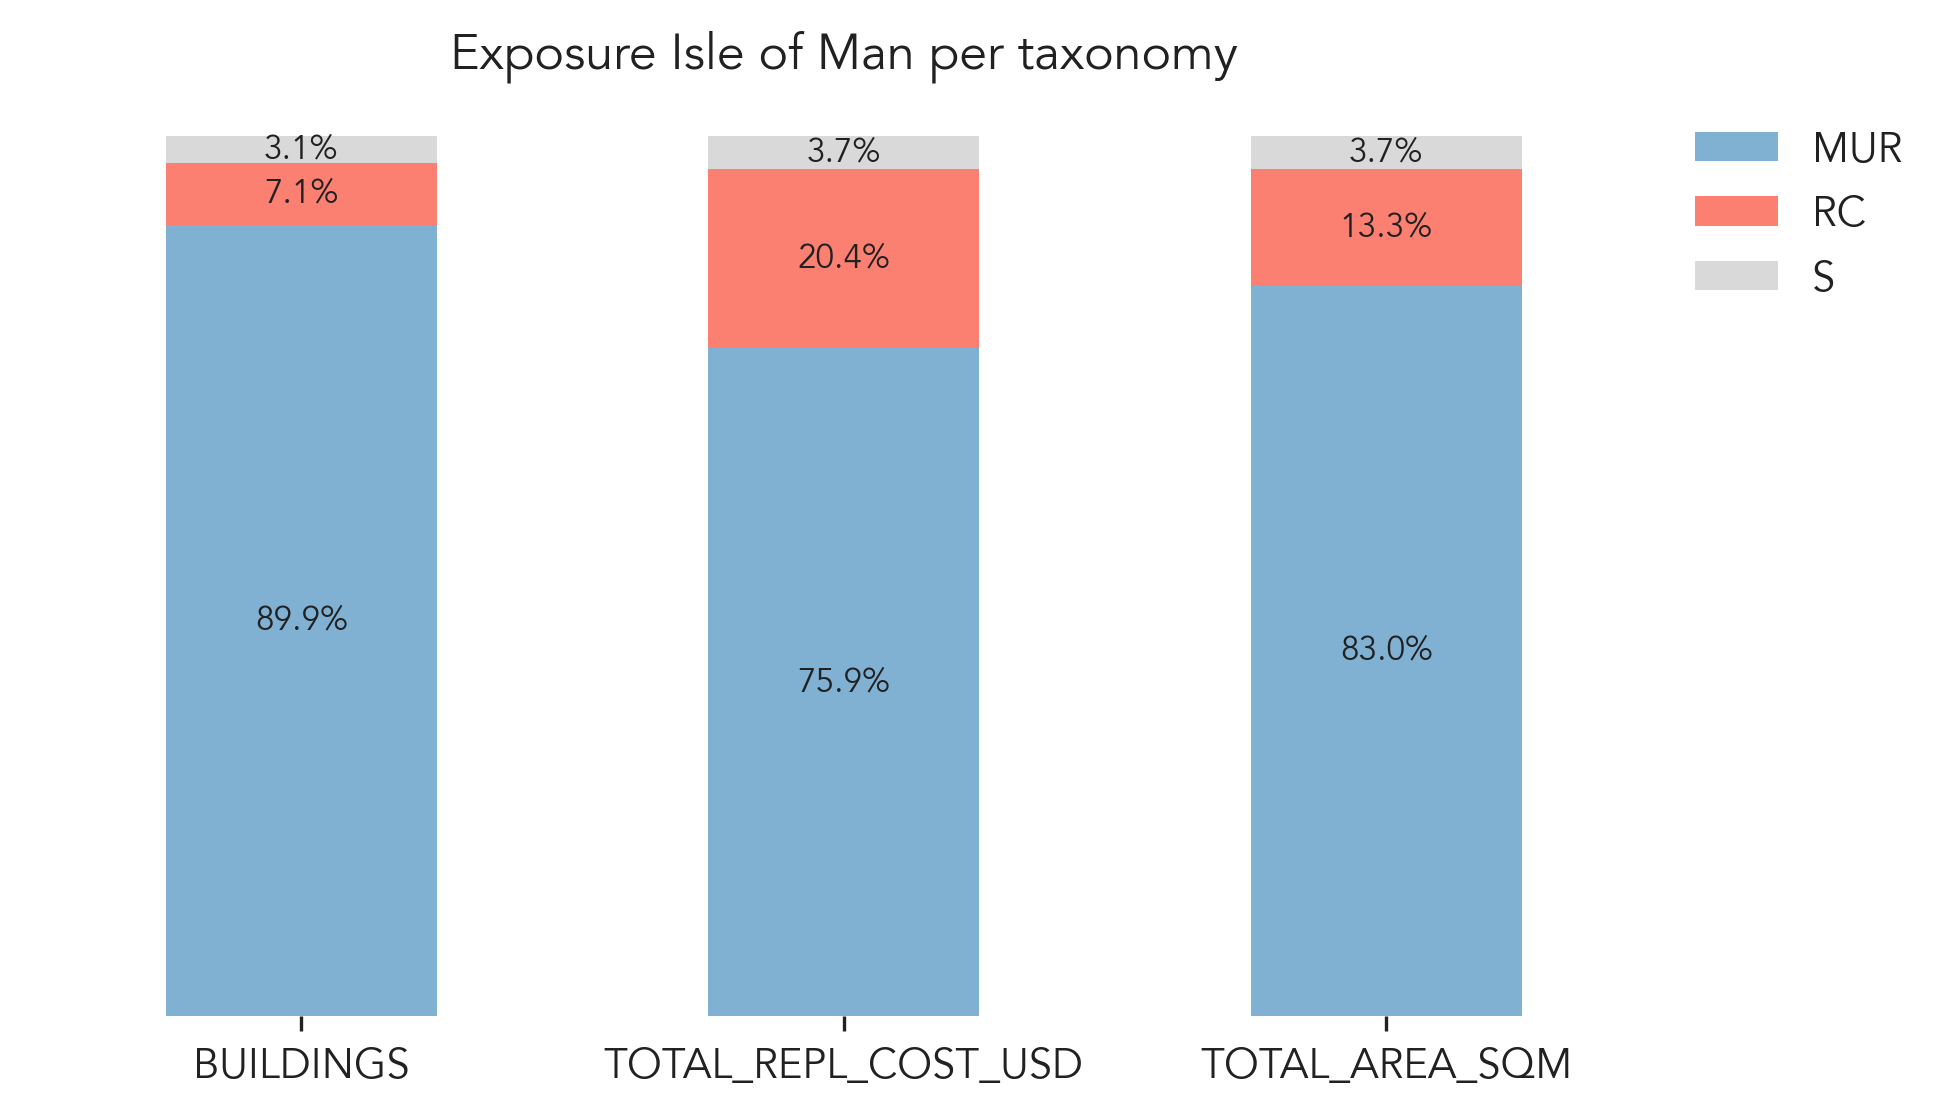 Exposure Isle of Man per taxonomy
3.1%
7.1%
89.9%
3.7%
20.4%
75.9%
3.7%
13.3%
83.0%
MUR
RC
S
BUILDINGS
TOTAL_REPL_COST_USD
TOTAL_AREA_SQM